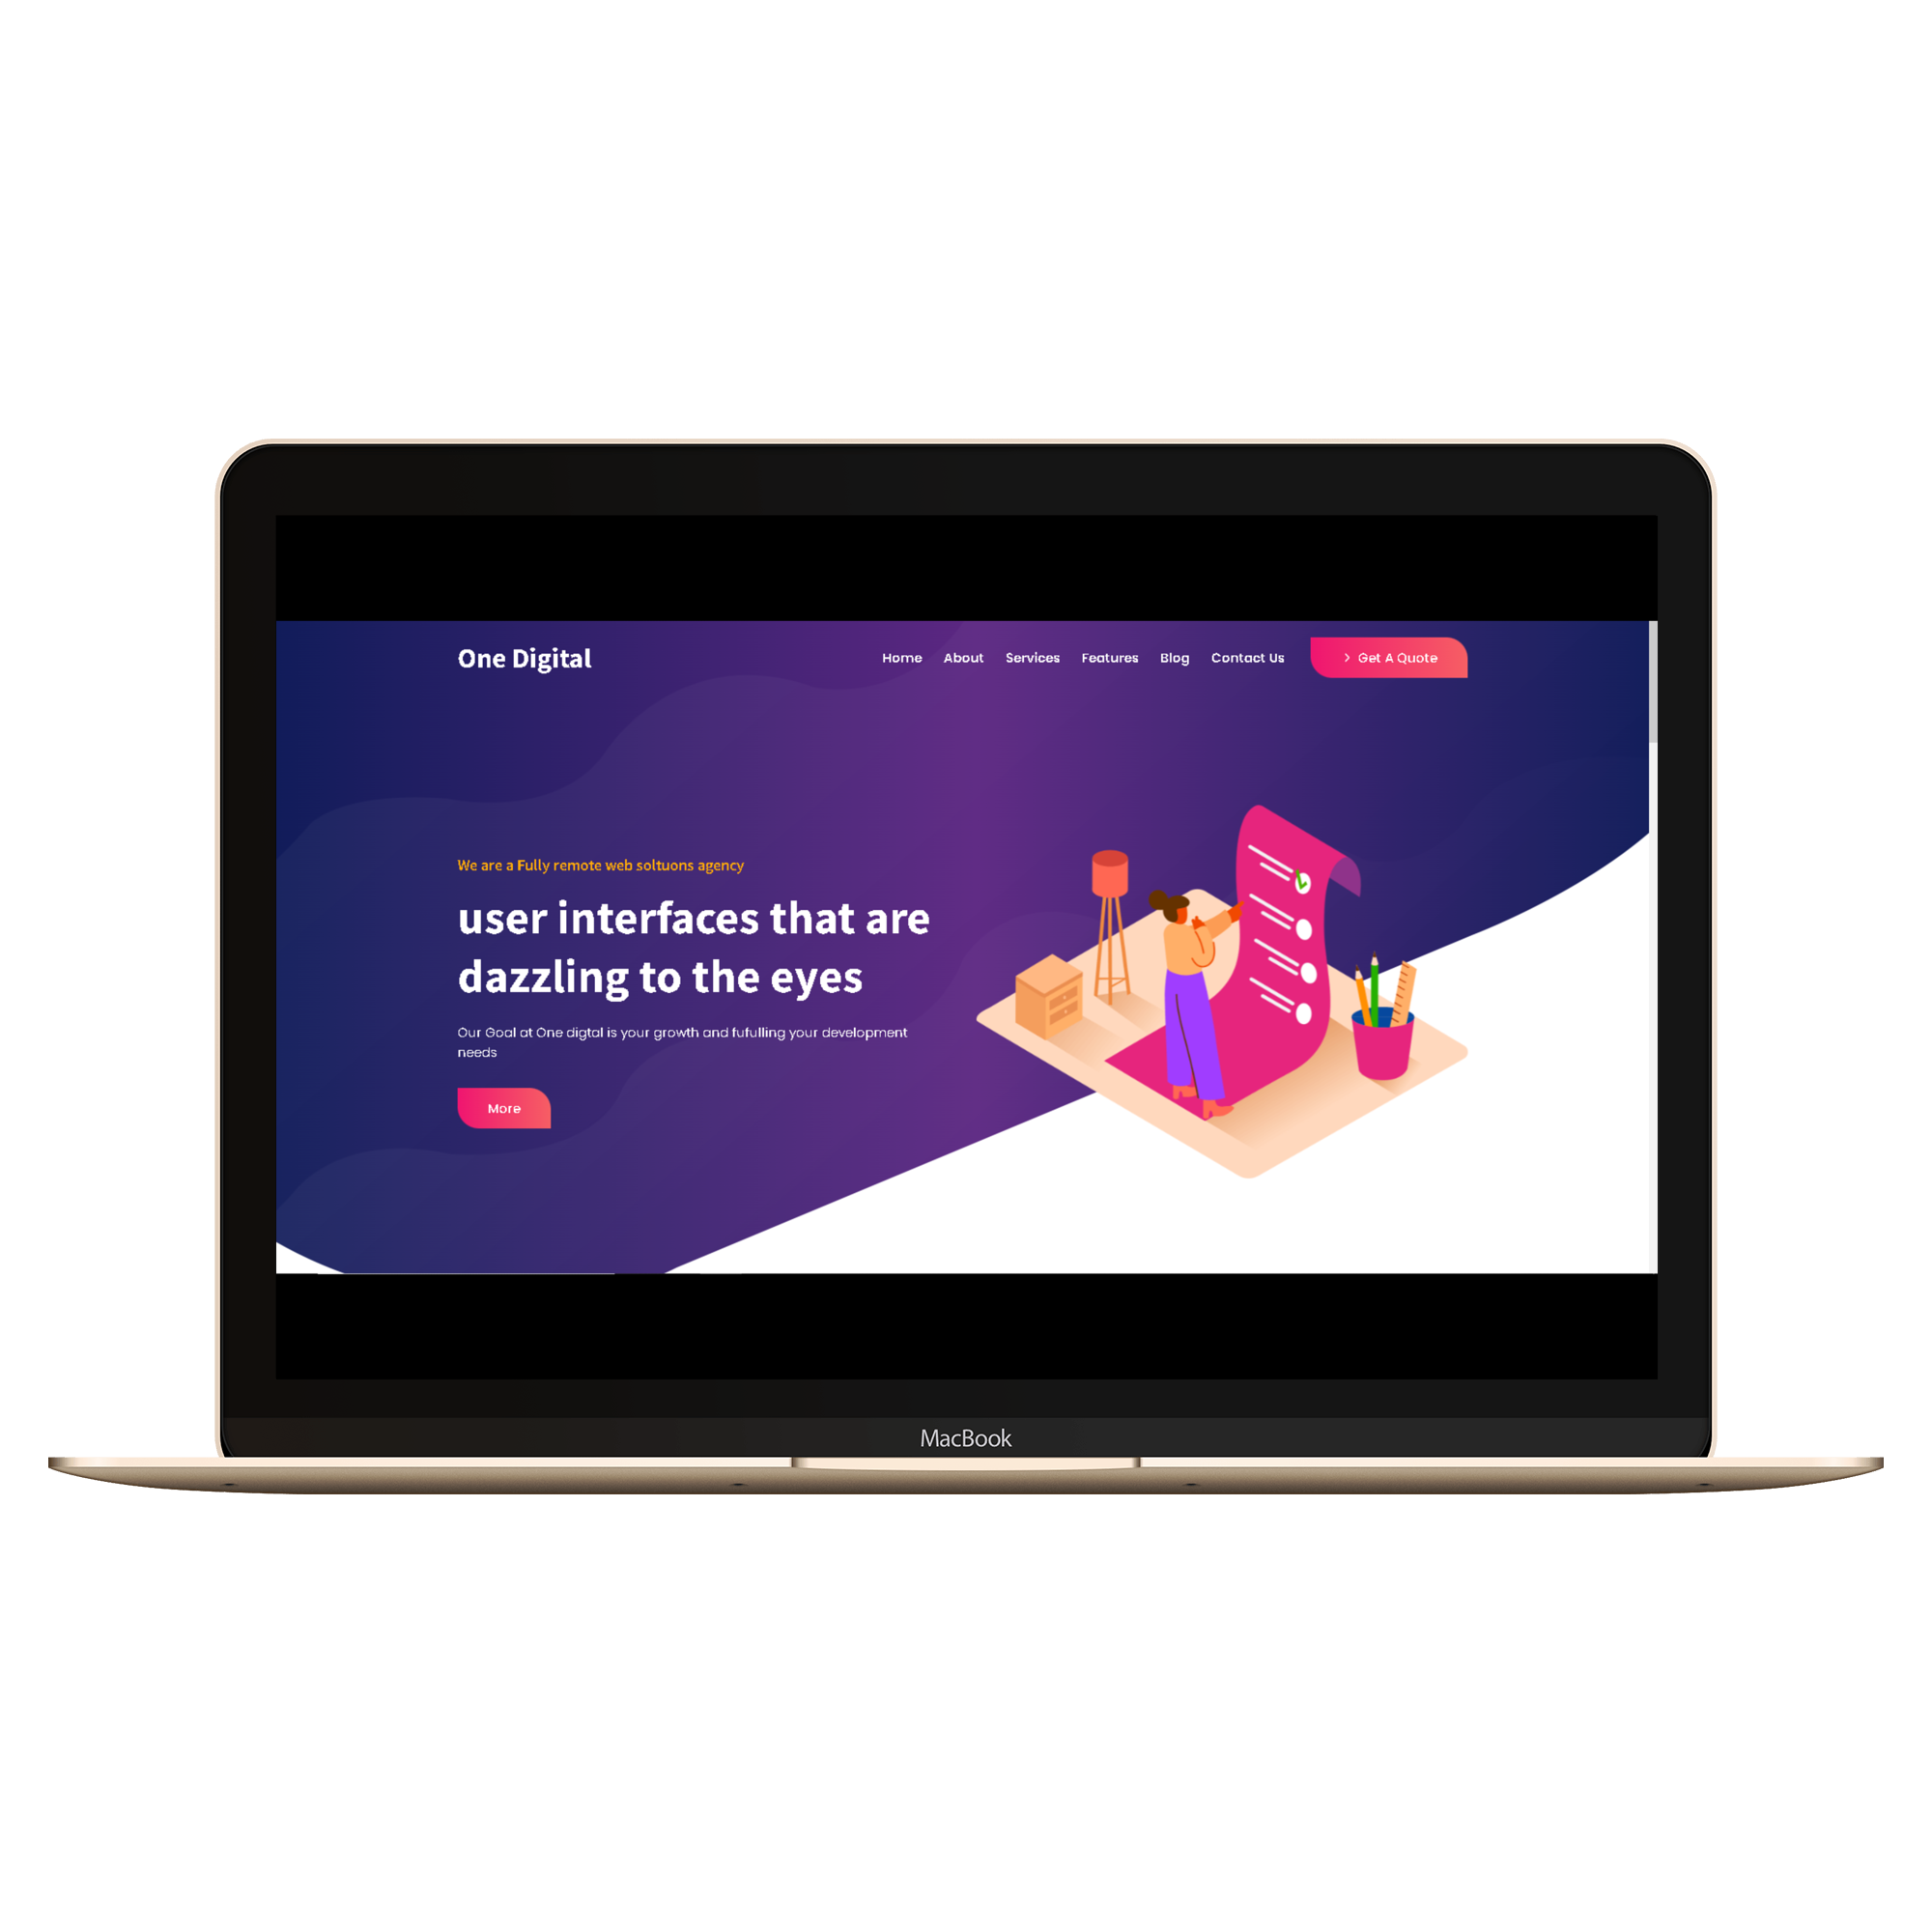 One Digital
Home About Services Features Blog Contact Us > Get A Quote
We are a Fully remote web soltuons agency
user interfaces that are
dazzling to the eyes
Our Goal at One digtal is your growth and fufulling your development
needs
More
MacBook